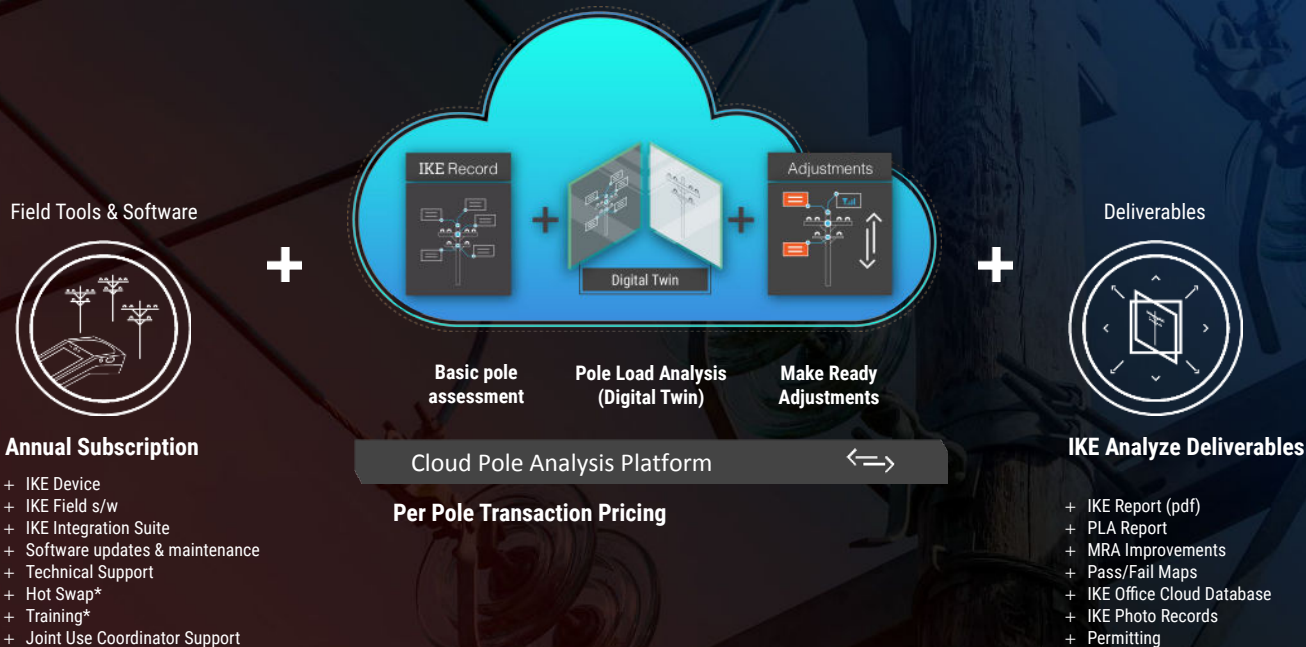 Field Tools & Software
Annual Subscription
+ IKE Device
+ IKE Field s/w
+ IKE Integration Suite
+ Software updates & maintenance
+ Technical Support
+ Hot Swap*
+ Training*
+ Joint Use Coordinator Support
+
IKE Record
+
Digital Twin
+
Adjustments
Basic pole
assessment
Pole Load Analysis
(Digital Twin)
Make Ready
Adjustments
Cloud Pole Analysis Platform
Per Pole Transaction Pricing
+
Deliverables
IKE Analyze Deliverables
+ IKE Report (pdf)
+ PLA Report
+ MRA Improvements
+ Pass/Fail Maps
+ IKE Office Cloud Database
+ IKE Photo Records
+ Permitting